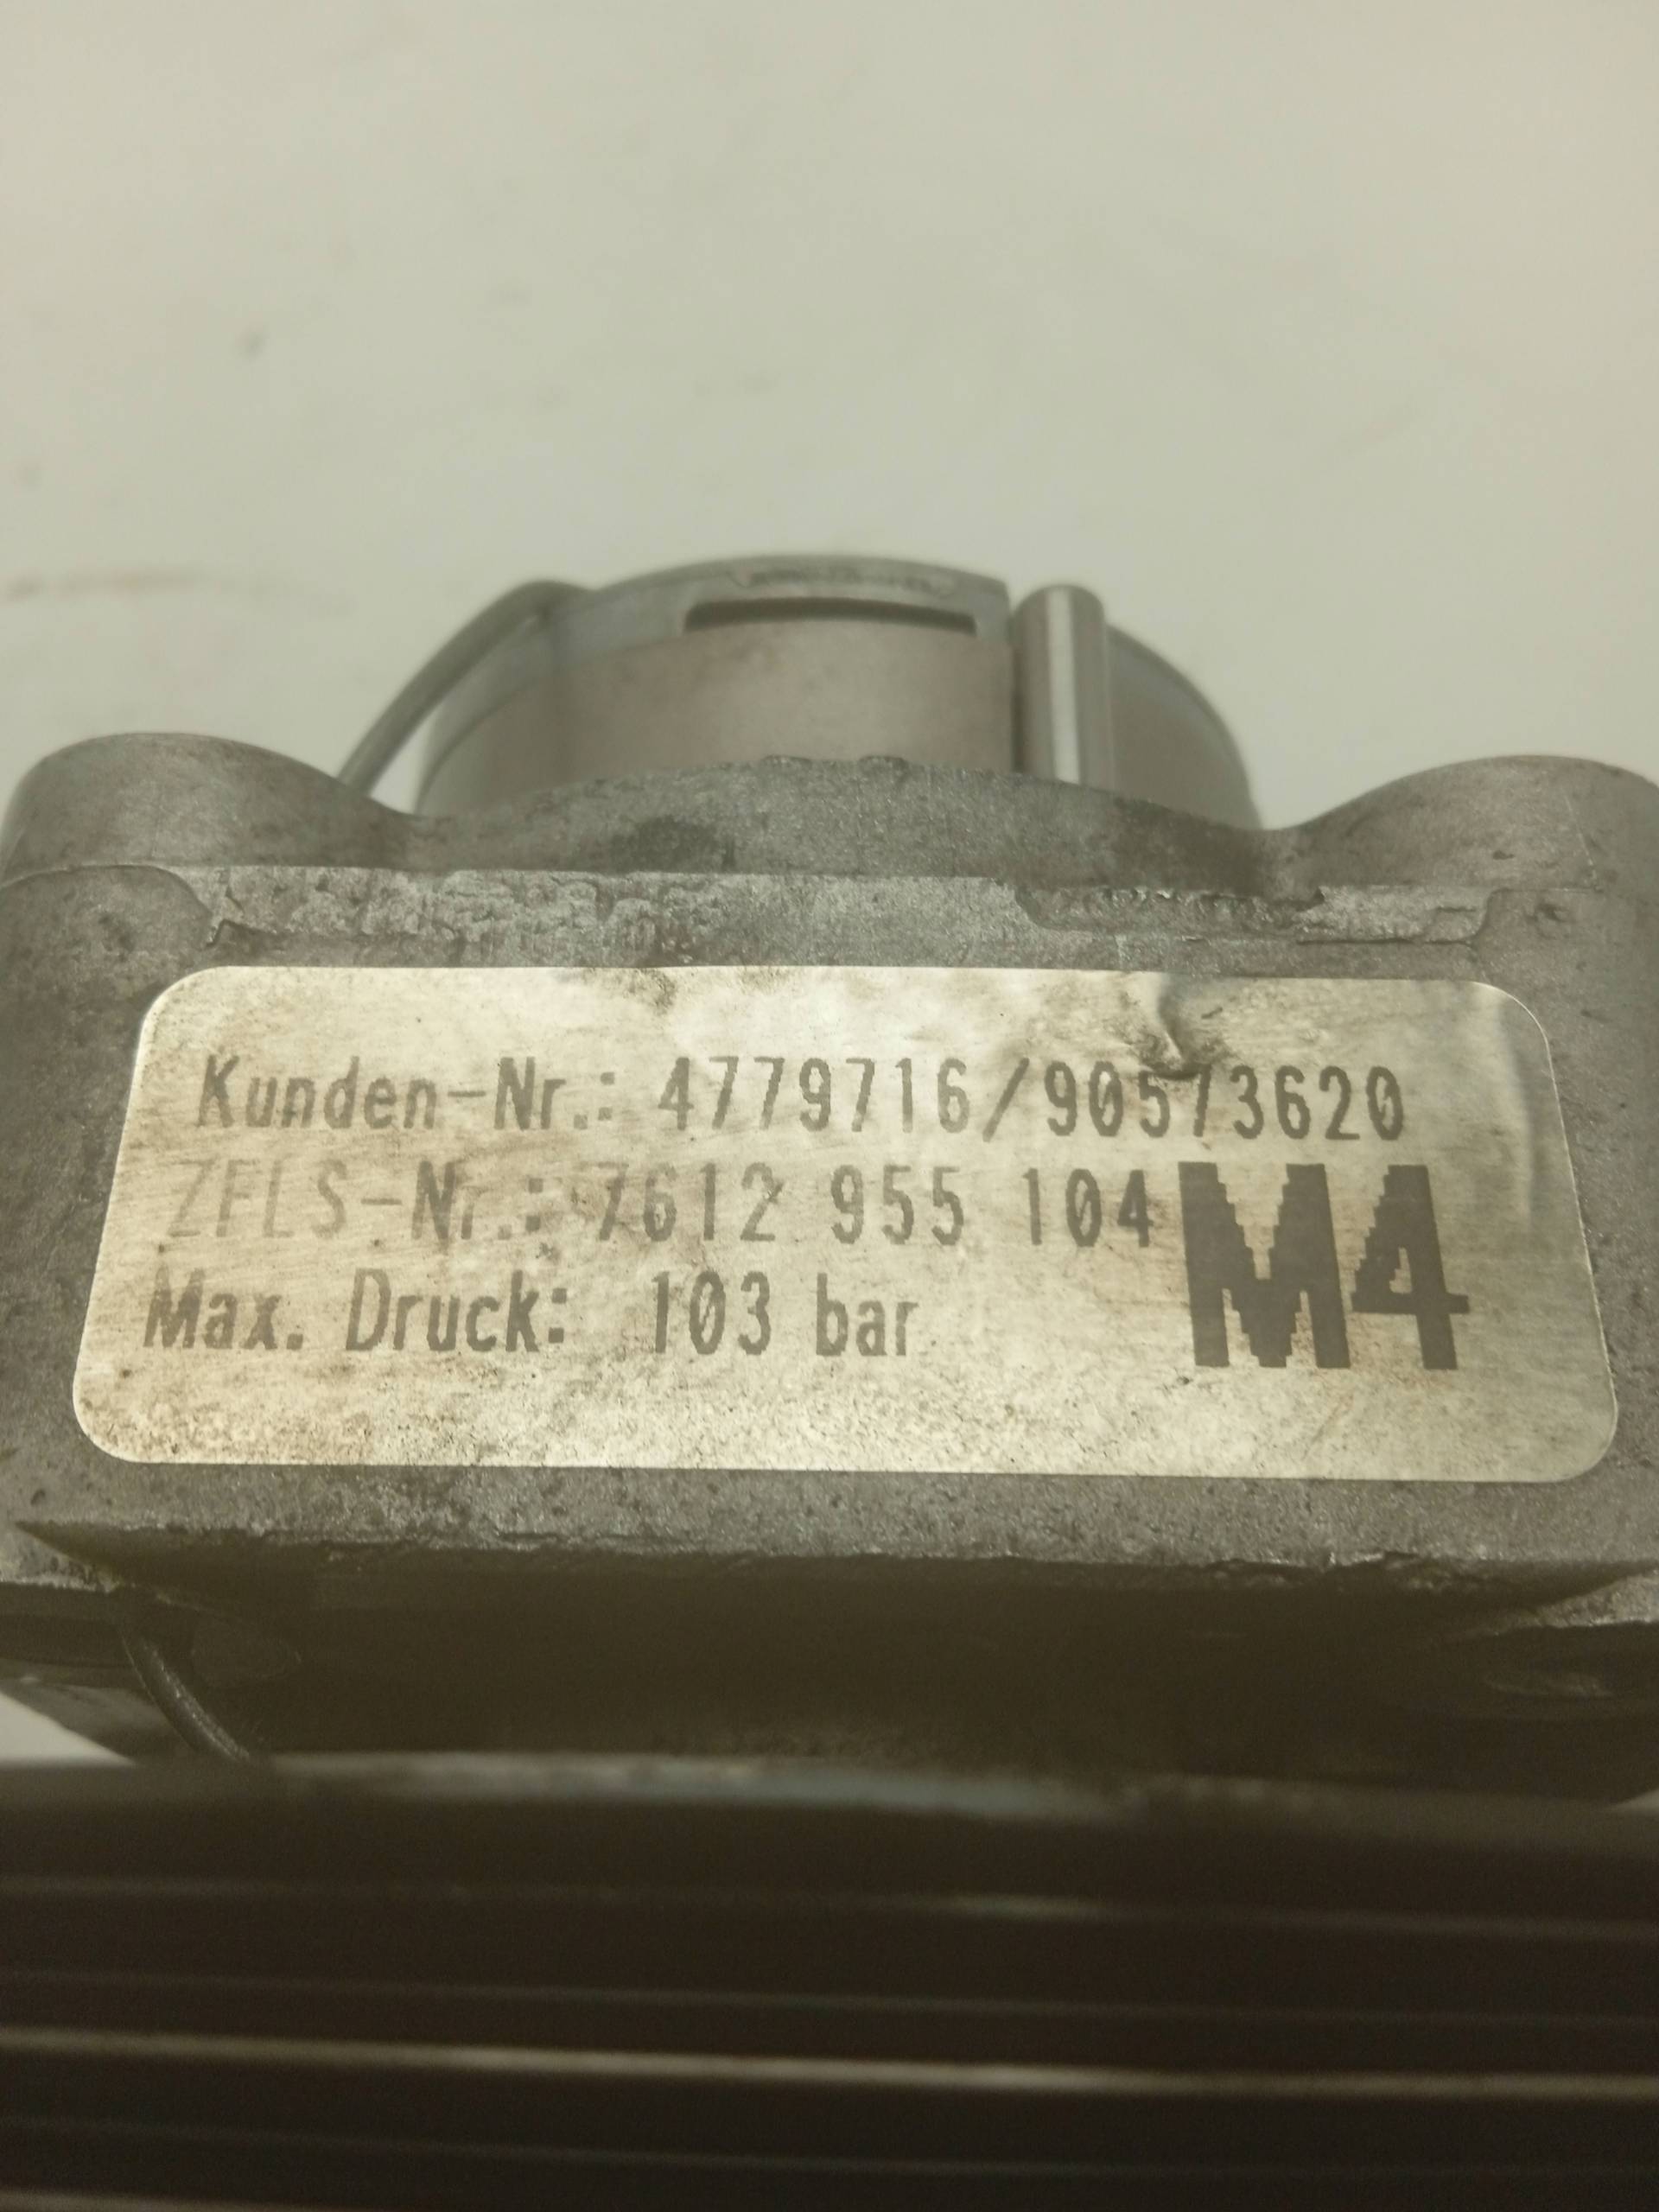 Kunden-Nr.: 4779716/90573620
ZFLS-Nr.: 7612 955 104
M4
Max. Druck: 103 bar